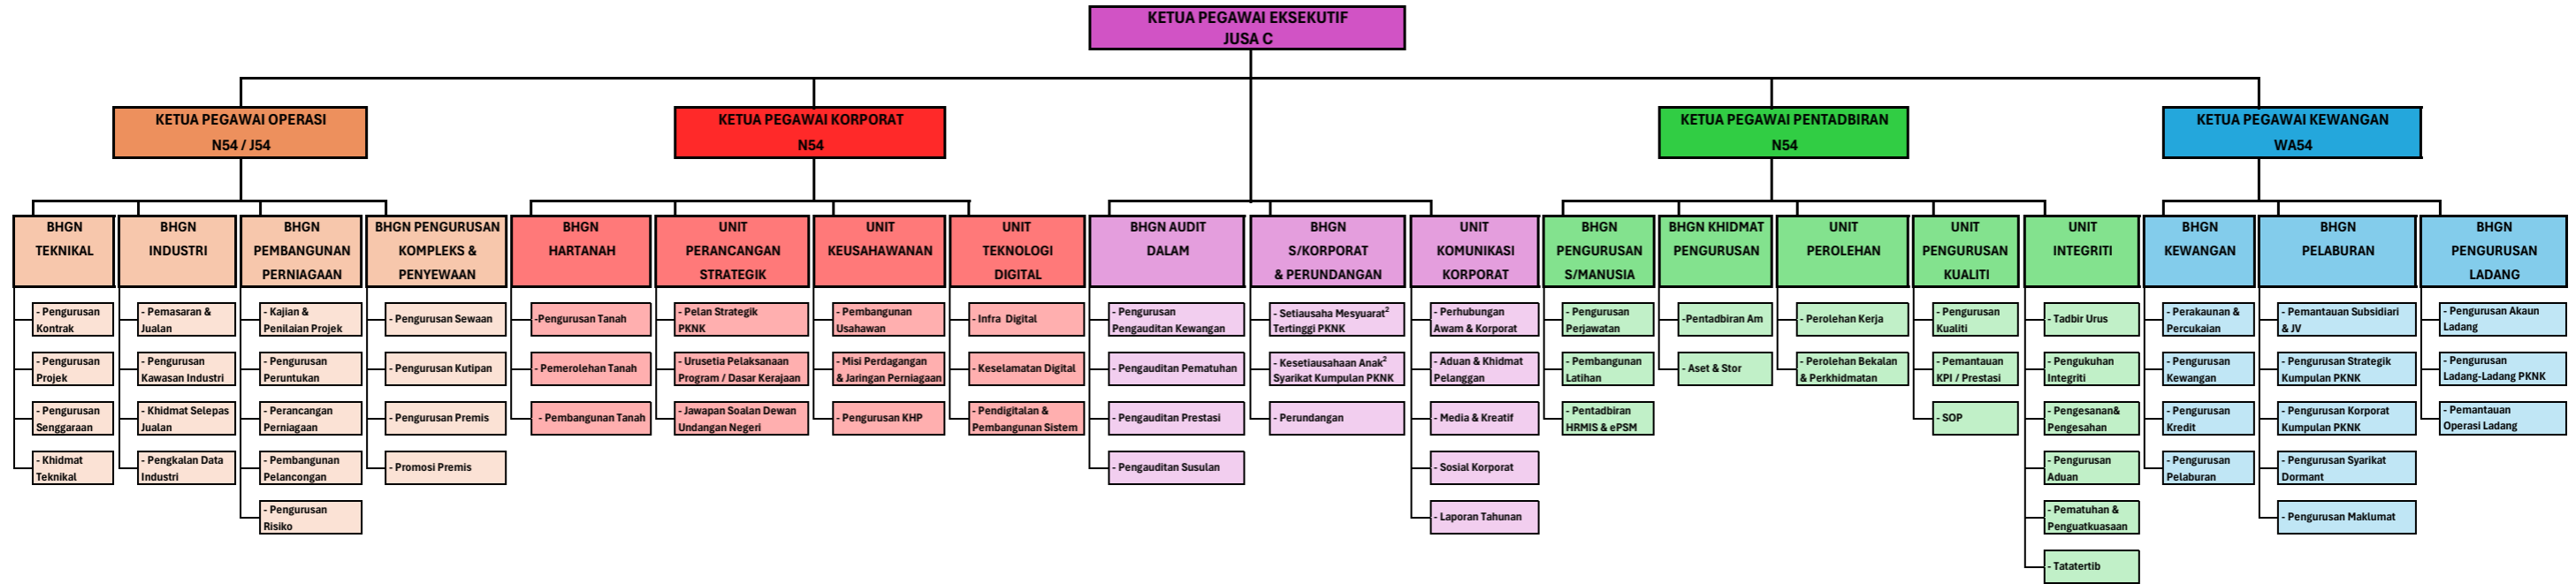 KETUA PEGAWAI EKSEKUTIF
JUSA C
KETUA PEGAWAI OPERASI
N54 / J54
KETUA PEGAWAI KORPORAT
N54
KETUA PEGAWAI PENTADBIRAN
N54
KETUA PEGAWAI KEWANGAN
WA54
BHGN
TEKNIKAL
- Pengurusan
Kontrak
- Pengurusan
Projek
- Pengurusan
Senggaraan
- Khidmat
Teknikal
BHGN
INDUSTRI
- Pemasaran &
Jualan
- Pengurusan
Kawasan Industri
- Khidmat Selepas
Jualan
- Pengkalan Data
Industri
BHGN
PEMBANGUNAN
PERNIAGAAN
- Kajian &
Penilaian Projek
- Pengurusan
Peruntukan
- Perancangan
Perniagaan
- Pembangunan
Pelancongan
- Pengurusan
Risiko
BHGN PENGURUSAN
KOMPLEKS &
PENYEWAAN
- Pengurusan Sewaan
- Pengurusan Kutipan
- Pengurusan Premis
- Promosi Premis
BHGN
HARTANAH
-Pengurusan Tanah
- Pemerolehan Tanah
- Pembangunan Tanah
UNIT
PERANCANGAN
STRATEGIK
- Pelan Strategik
PKNK
- Urusetia Pelaksanaan
Program / Dasar Kerajaan
- Jawapan Soalan Dewan
Undangan Negeri
UNIT
KEUSAHAWANAN
- Pembangunan
Usahawan
- Misi Perdagangan
& Jaringan Perniagaan
- Pengurusan KHP
UNIT
TEKNOLOGI
DIGITAL
- Infra Digital
- Keselamatan Digital
- Pendigitalan &
Pembangunan Sistem
BHGN AUDIT
DALAM
- Pengurusan
Pengauditan Kewangan
- Pengauditan Pematuhan
- Pengauditan Prestasi
- Pengauditan Susulan
BHGN
S/KORPORAT
& PERUNDANGAN
- Setiausaha Mesyuarat²
Tertinggi PKNK
- Kesetiausahaan Anak²
Syarikat Kumpulan PKNK
- Perundangan
UNIT
KOMUNIKASI
KORPORAT
- Perhubungan
Awam & Korporat
- Aduan & Khidmat
Pelanggan
- Media & Kreatif
- Sosial Korporat
- Laporan Tahunan
BHGN
PENGURUSAN
S/MANUSIA
- Pengurusan
Perjawatan
- Pembangunan
Latihan
- Pentadbiran
HRMIS & ePSM
BHGN KHIDMAT
PENGURUSAN
-Pentadbiran Am
- Aset & Stor
UNIT
PEROLEHAN
- Perolehan Kerja
- Perolehan Bekalan
& Perkhidmatan
UNIT
PENGURUSAN
KUALITI
- Pengurusan
Kualiti
- Pemantauan
KPI / Prestasi
- SOP
UNIT
INTEGRITI
- Tadbir Urus
- Pengukuhan
Integriti
- Pengesanan&
Pengesahan
- Pengurusan
Aduan
- Pematuhan &
Penguatkuasaan
- Tatatertib
BHGN
KEWANGAN
- Perakaunan &
Percukaian
- Pengurusan
Kewangan
- Pengurusan
Kredit
- Pengurusan
Pelaburan
BHGN
PELABURAN
- Pemantauan Subsidiari
& JV
- Pengurusan Strategik
Kumpulan PKNK
- Pengurusan Korporat
Kumpulan PKNK
- Pengurusan Syarikat
Dormant
- Pengurusan Maklumat
BHGN
PENGURUSAN
LADANG
- Pengurusan Akaun
Ladang
- Pengurusan
Ladang-Ladang PKNK
- Pemantauan
Operasi Ladang